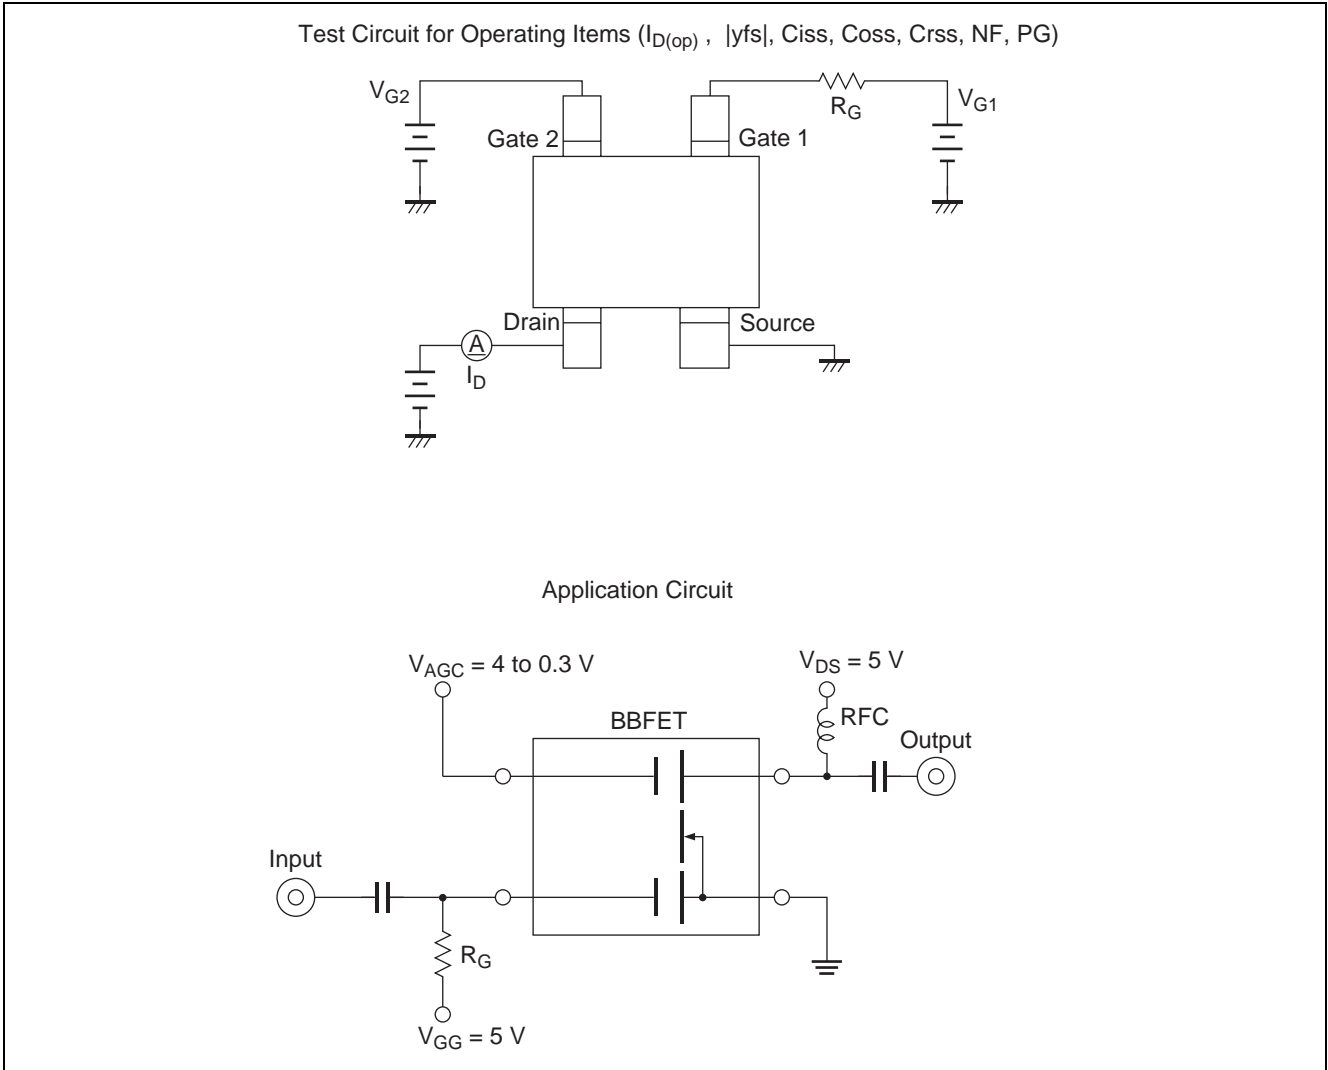 Test Circuit for Operating Items (I_D(op) , |yfs|, Ciss, Coss, Crss, NF, PG)
V_G2
R_G
V_G1
Gate 2
Gate 1
Drain
Source
A
I_D
Application Circuit
V_AGC = 4 to 0.3 V
V_DS = 5 V
BBFET
RFC
Output
Input
R_G
V_GG = 5 V